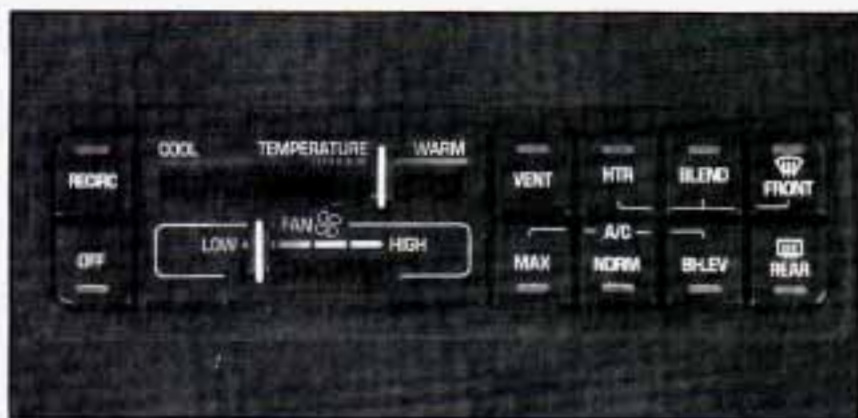 COOL TEMPERATURE WARM
RECIRC
VENT HTR BLEND FRONT
LOW FAN HIGH
OFF
A/C
MAX NORM BI-LEV REAR